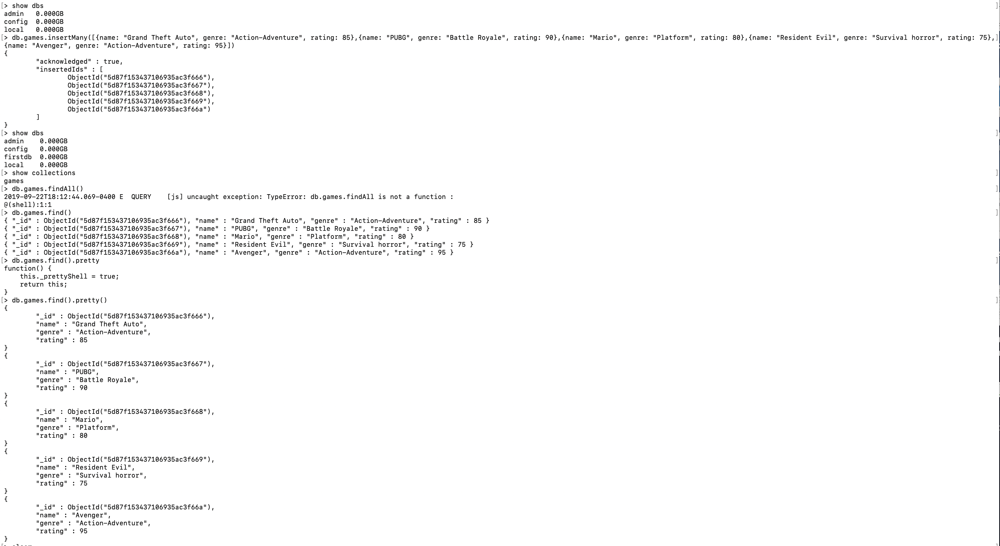 [> show dbs ]
admin   0.000GB
config  0.000GB
local   0.000GB
[> db.games.insertMany([{name: "Grand Theft Auto", genre: "Action-Adventure", rating: 85},{name: "PUBG", genre: "Battle Royale", rating: 90},{name: "Mario", genre: "Platform", rating: 80},{name: "Resident Evil", genre: "Survival horror", rating: 75},]
{name: "Avenger", genre: "Action-Adventure", rating: 95}])
{
        "acknowledged" : true,
        "insertedIds" : [
                ObjectId("5d87f153437106935ac3f666"),
                ObjectId("5d87f153437106935ac3f667"),
                ObjectId("5d87f153437106935ac3f668"),
                ObjectId("5d87f153437106935ac3f669"),
                ObjectId("5d87f153437106935ac3f66a")
        ]
}
[> show dbs ]
admin    0.000GB
config   0.000GB
firstdb  0.000GB
local    0.000GB
[> show collections ]
games
[> db.games.findAll() ]
2019-09-22T18:12:44.069-0400 E  QUERY    [js] uncaught exception: TypeError: db.games.findAll is not a function :
@(shell):1:1
[> db.games.find() ]
{ "_id" : ObjectId("5d87f153437106935ac3f666"), "name" : "Grand Theft Auto", "genre" : "Action-Adventure", "rating" : 85 }
{ "_id" : ObjectId("5d87f153437106935ac3f667"), "name" : "PUBG", "genre" : "Battle Royale", "rating" : 90 }
{ "_id" : ObjectId("5d87f153437106935ac3f668"), "name" : "Mario", "genre" : "Platform", "rating" : 80 }
{ "_id" : ObjectId("5d87f153437106935ac3f669"), "name" : "Resident Evil", "genre" : "Survival horror", "rating" : 75 }
{ "_id" : ObjectId("5d87f153437106935ac3f66a"), "name" : "Avenger", "genre" : "Action-Adventure", "rating" : 95 }
[> db.games.find().pretty ]
function() {
    this._prettyShell = true;
    return this;
}
[> db.games.find().pretty() ]
{
        "_id" : ObjectId("5d87f153437106935ac3f666"),
        "name" : "Grand Theft Auto",
        "genre" : "Action-Adventure",
        "rating" : 85
}
{
        "_id" : ObjectId("5d87f153437106935ac3f667"),
        "name" : "PUBG",
        "genre" : "Battle Royale",
        "rating" : 90
}
{
        "_id" : ObjectId("5d87f153437106935ac3f668"),
        "name" : "Mario",
        "genre" : "Platform",
        "rating" : 80
}
{
        "_id" : ObjectId("5d87f153437106935ac3f669"),
        "name" : "Resident Evil",
        "genre" : "Survival horror",
        "rating" : 75
}
{
        "_id" : ObjectId("5d87f153437106935ac3f66a"),
        "name" : "Avenger",
        "genre" : "Action-Adventure",
        "rating" : 95
}